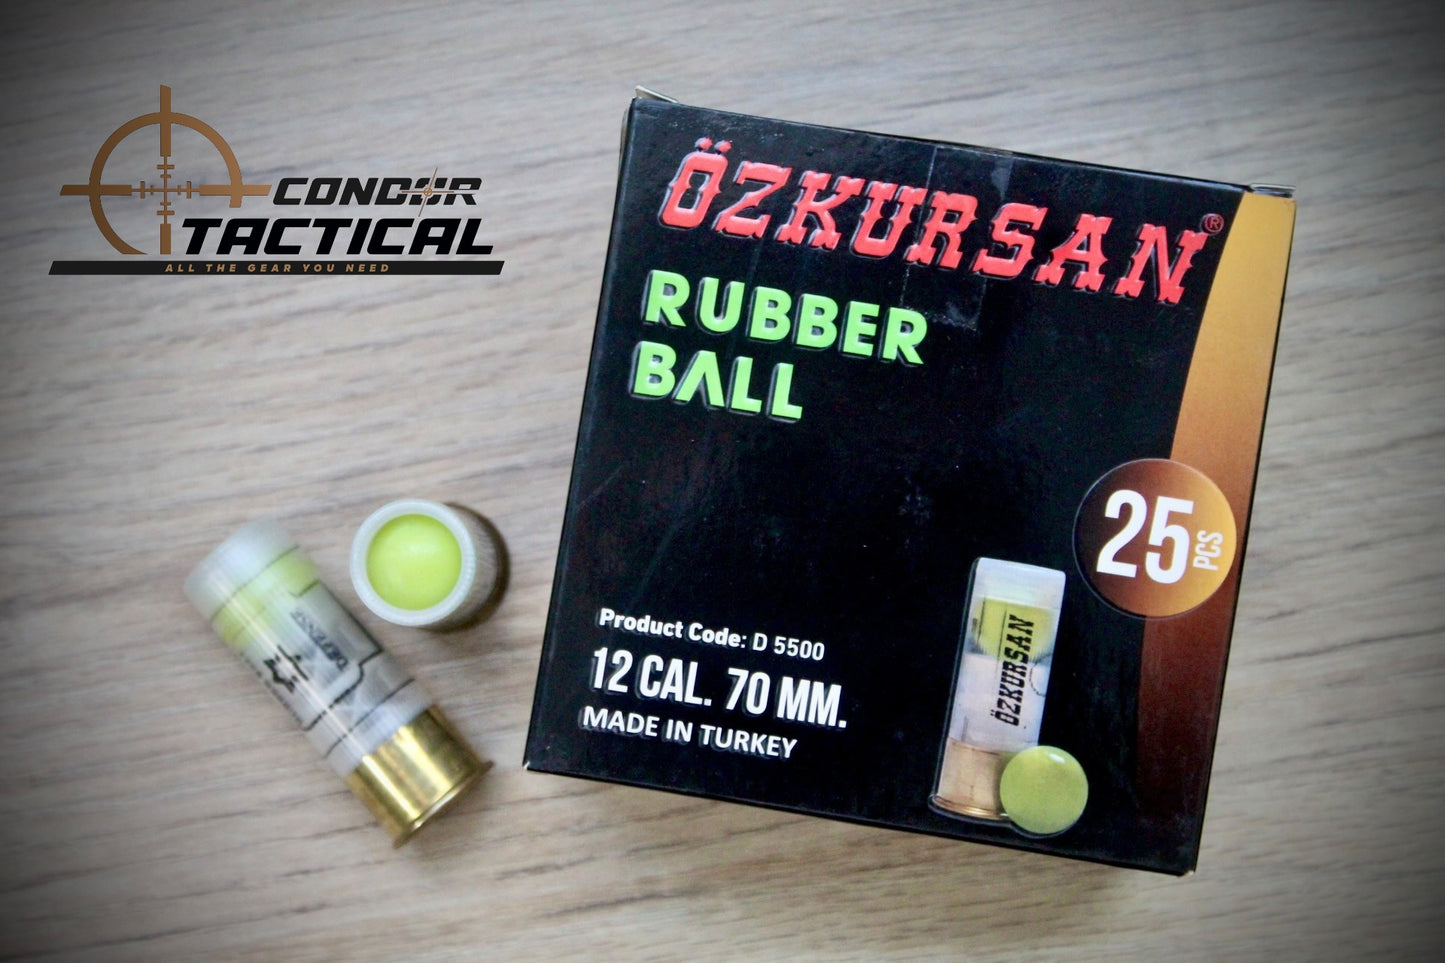 CONDOR
TACTICAL
ALL THE GEAR YOU NEED
ÖZKURSAN®
RUBBER
BALL
25
PCS
Product Code: D 5500
12 CAL. 70 MM.
MADE IN TURKEY
ÖZKURSAN